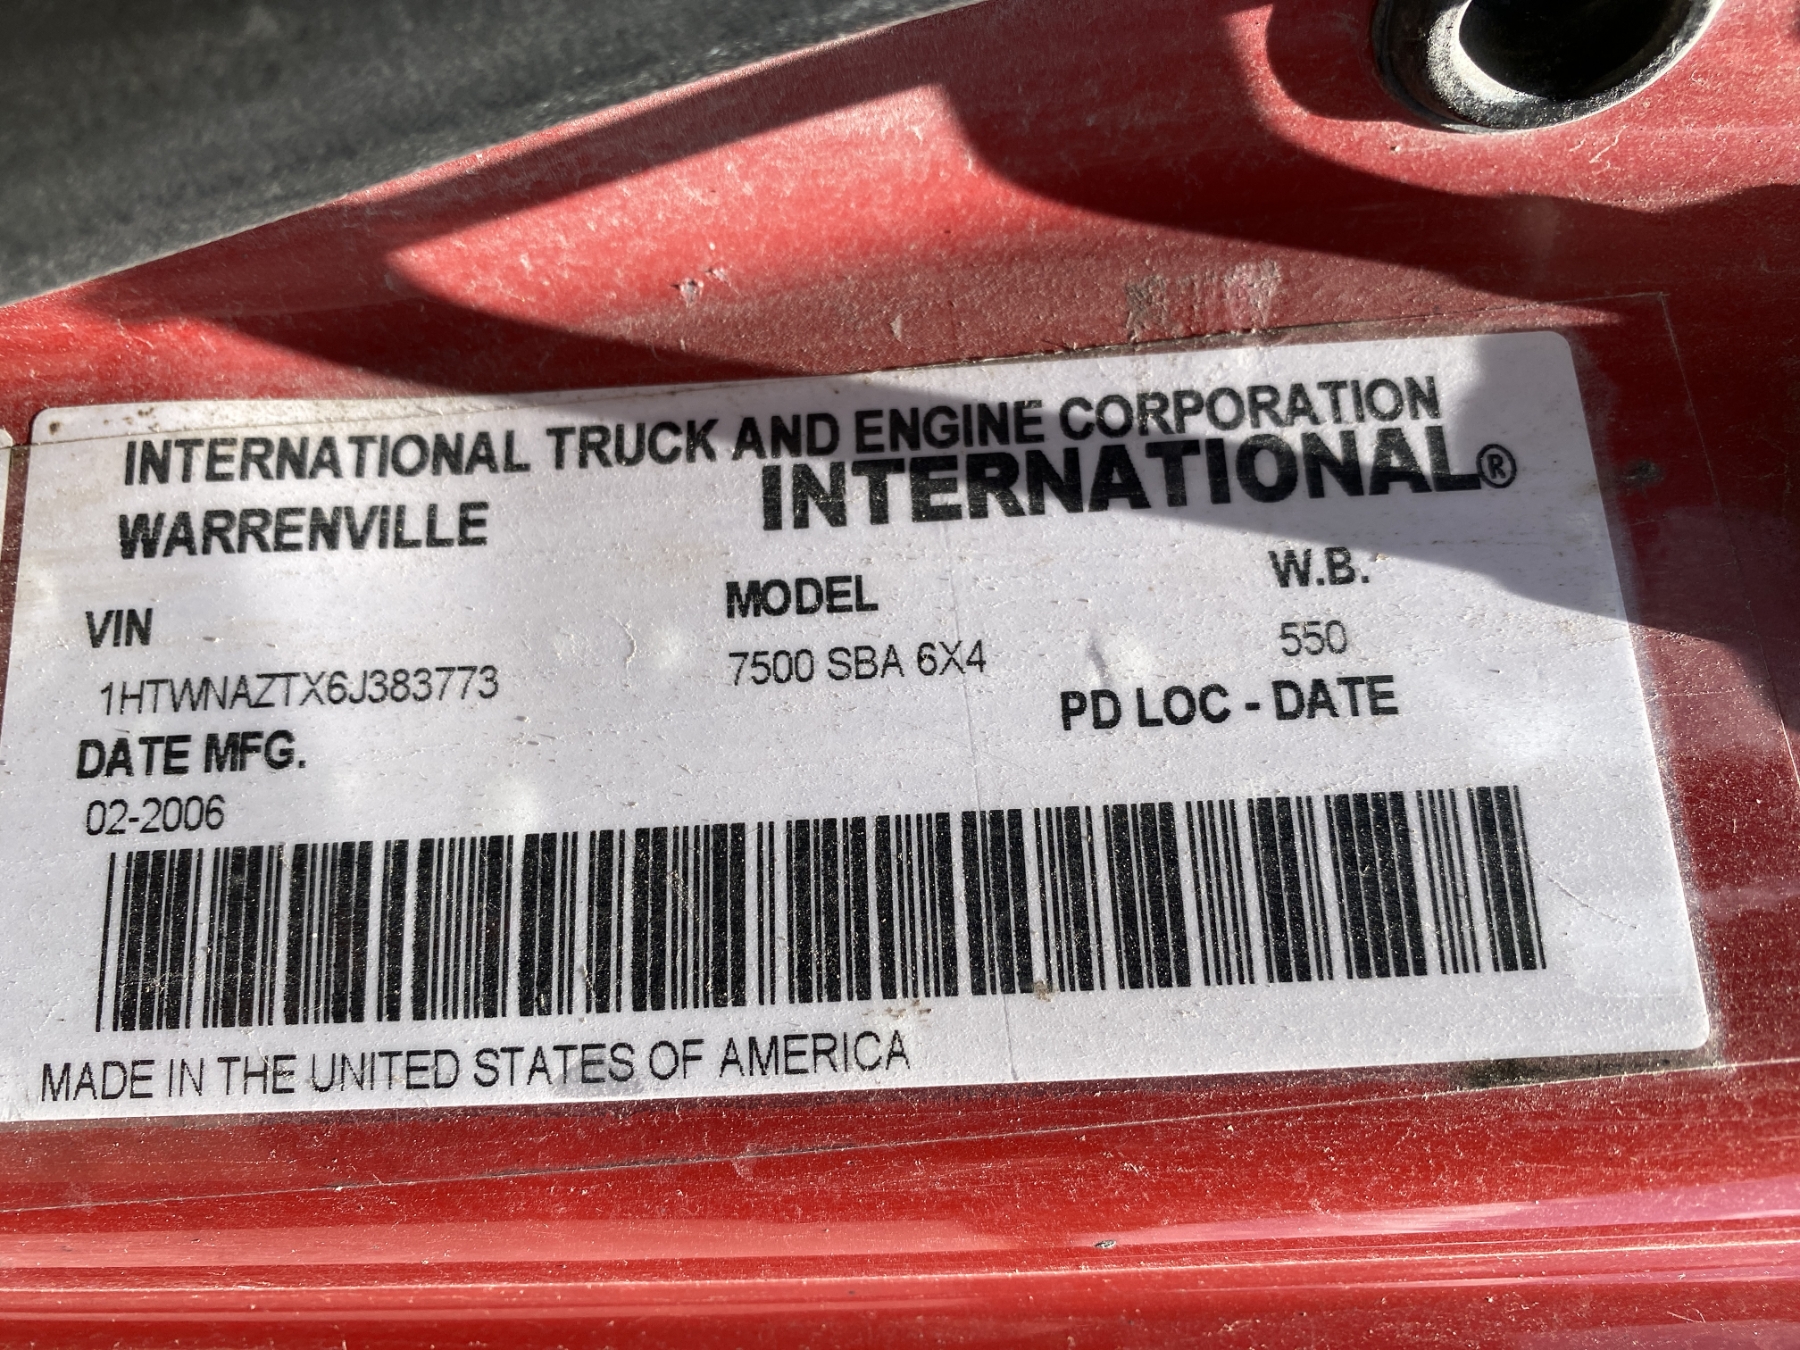 INTERNATIONAL TRUCK AND ENGINE CORPORATION
WARRENVILLE INTERNATIONAL®
VIN MODEL W.B.
1HTWNAZTX6J383773 7500 SBA 6X4 550
DATE MFG. PD LOC - DATE
02-2006
MADE IN THE UNITED STATES OF AMERICA